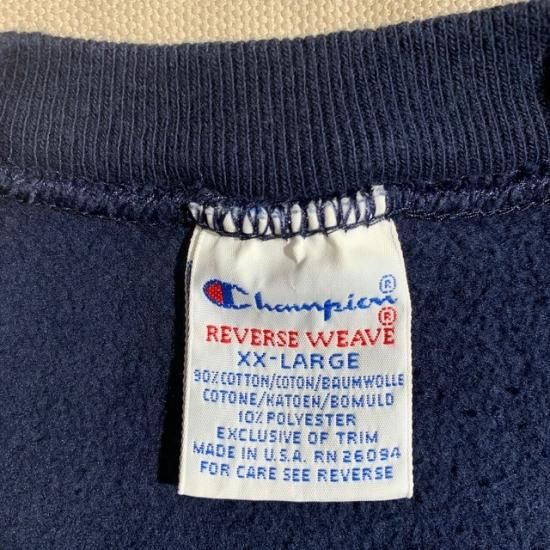 Champion®
REVERSE WEAVE®
XX-LARGE
90% COTTON/COTON/BAUMWOLLE
COTONE/KATOEN/BOMULD
10% POLYESTER
EXCLUSIVE OF TRIM
MADE IN U.S.A. RN 26094
FOR CARE SEE REVERSE